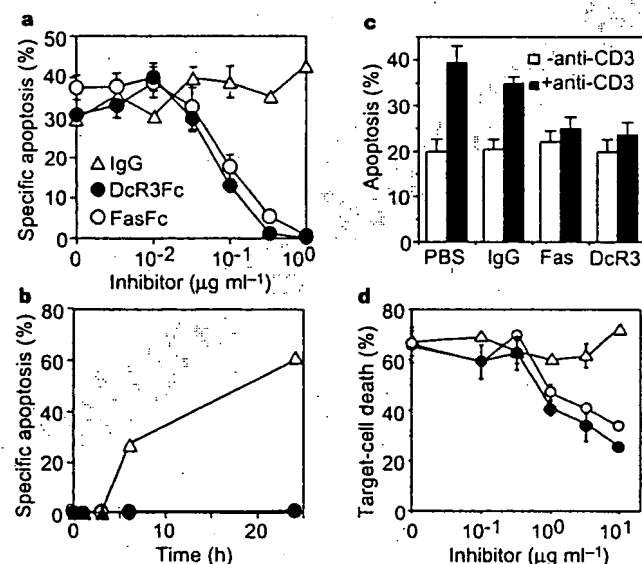 a
Specific apoptosis (%)
50
40
30
20
10
0
△ IgG
● DcR3Fc
○ FasFc
0 10-2 10-1 100
Inhibitor (µg ml–1)
c
Apoptosis (%)
40
30
20
10
0
-anti-CD3
+anti-CD3
PBS IgG Fas DcR3
b
Specific apoptosis (%)
80
60
40
20
0
0 10 20
Time (h)
d
Target-cell death (%)
80
60
40
20
0
0 10-1 100 101
Inhibitor (µg ml–1)